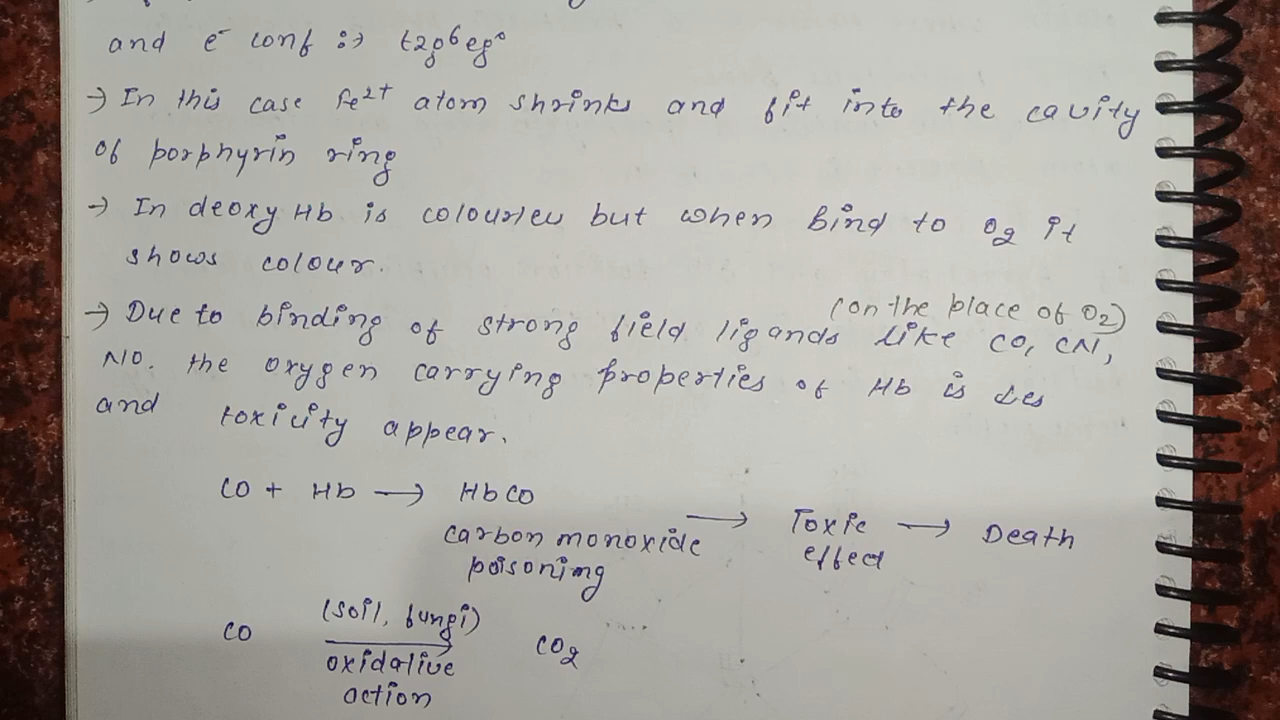 and e⁻ conf :→ t2g⁶eg⁰
→ In this case Fe²⁺ atom shrinks and fit into the cavity
of porphyrin ring
→ In deoxy Hb is colourless but when bind to O₂ it
shows colour.
(on the place of O₂)
→ Due to binding of strong field ligands like CO, CN,
NO. the oxygen carrying properties of Hb is des
and toxicity appear.
CO + Hb ⟶ HbCO
carbon monoxide poisoning ⟶ Toxic effect ⟶ Death
CO (soil, fungi) CO₂
oxidative
action